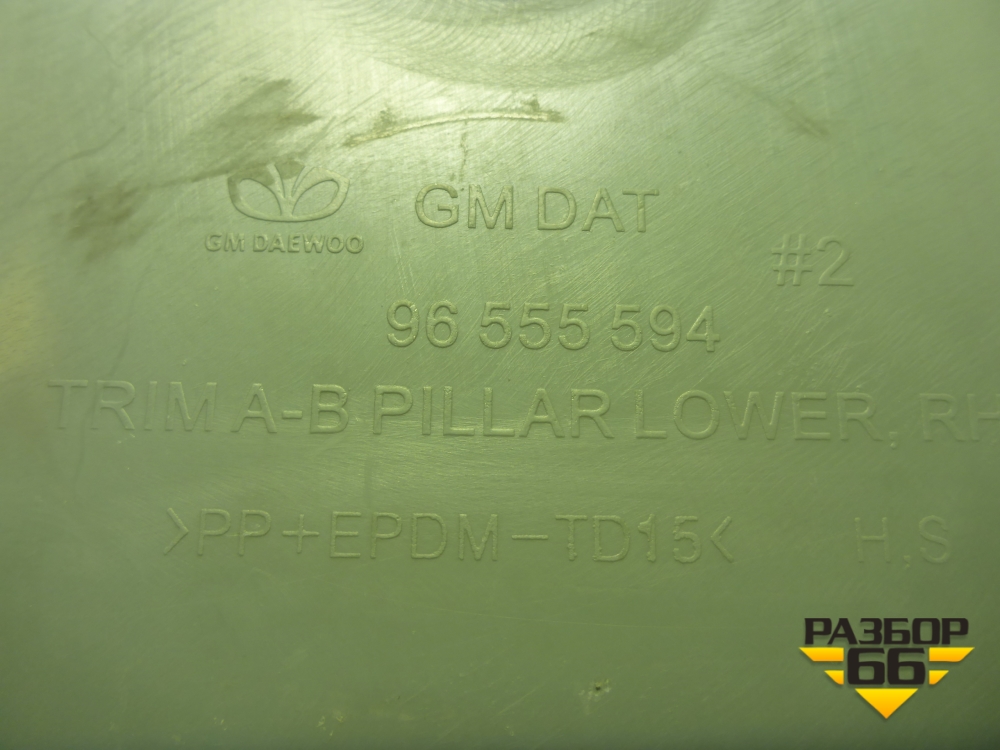 GM DAT
GM DAEWOO
#2
96 555 594
TRIM A-B PILLAR LOWER, RH
>PP+EPDM-TD15< H.S
РАЗБОР
66